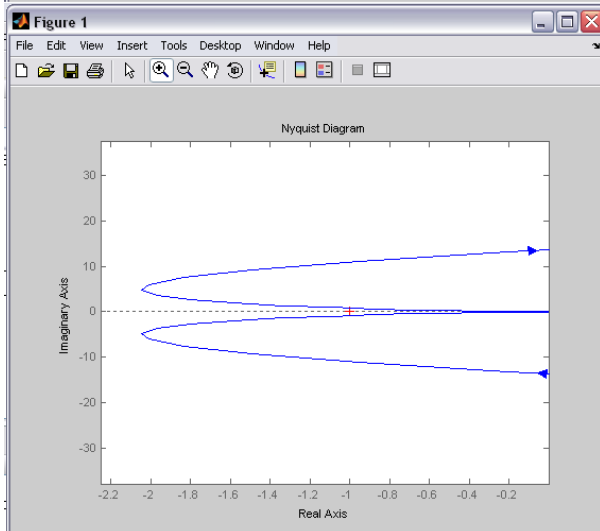 Figure 1
File Edit View Insert Tools Desktop Window Help
Nyquist Diagram
30
20
10
0
-10
-20
-30
Imaginary Axis
-2.2 -2 -1.8 -1.6 -1.4 -1.2 -1 -0.8 -0.6 -0.4 -0.2
Real Axis